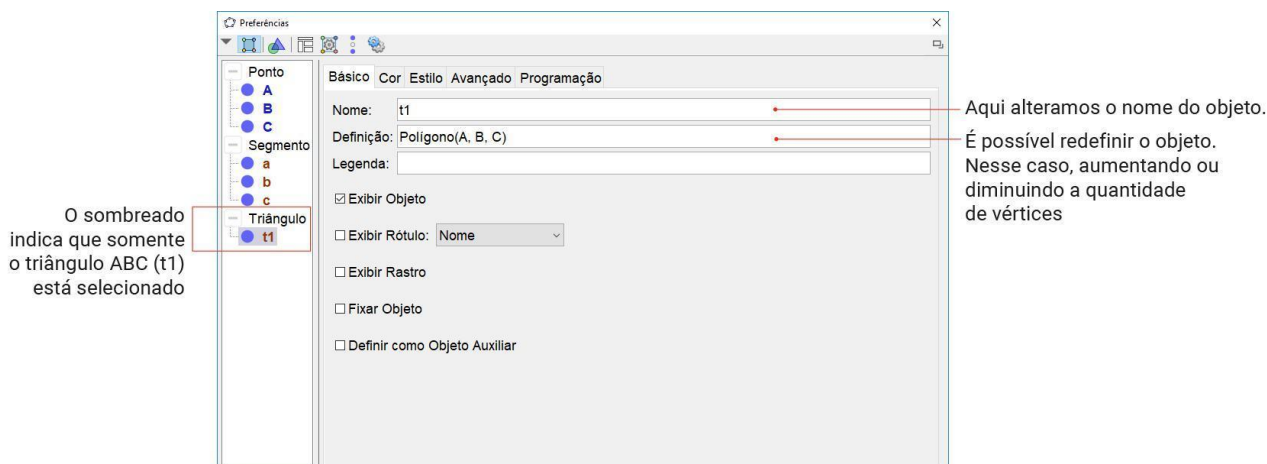 Preferências
Ponto
A
B
C
Segmento
a
b
c
Triângulo
t1
Básico Cor Estilo Avançado Programação
Nome: t1
Definição: Polígono(A, B, C)
Legenda:
Exibir Objeto
Exibir Rótulo: Nome
Exibir Rastro
Fixar Objeto
Definir como Objeto Auxiliar
O sombreado
indica que somente
o triângulo ABC (t1)
está selecionado
Aqui alteramos o nome do objeto.
É possível redefinir o objeto.
Nesse caso, aumentando ou
diminuindo a quantidade
de vértices